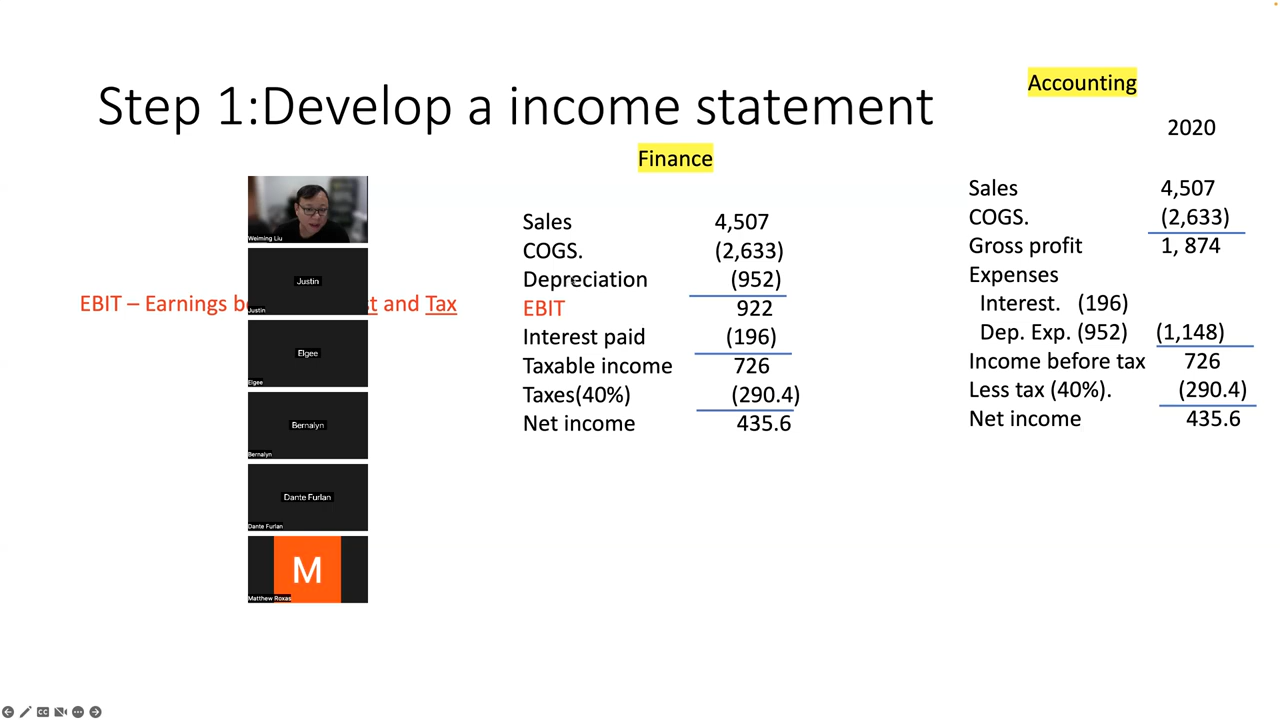 Step 1:Develop a income statement
Accounting
2020
Finance
EBIT – Earnings and Tax
Sales 4,507
COGS. (2,633)
Depreciation (952)
EBIT 922
Interest paid (196)
Taxable income 726
Taxes(40%) (290.4)
Net income 435.6
Sales 4,507
COGS. (2,633)
Gross profit 1, 874
Expenses
Interest. (196)
Dep. Exp. (952) (1,148)
Income before tax 726
Less tax (40%). (290.4)
Net income 435.6
Weiming Liu
Justin
Justin
Elgee
Elgee
Bernalyn
Bernalyn
Dante Furlan
Dante Furlan
M
Matthew Roxas
CC